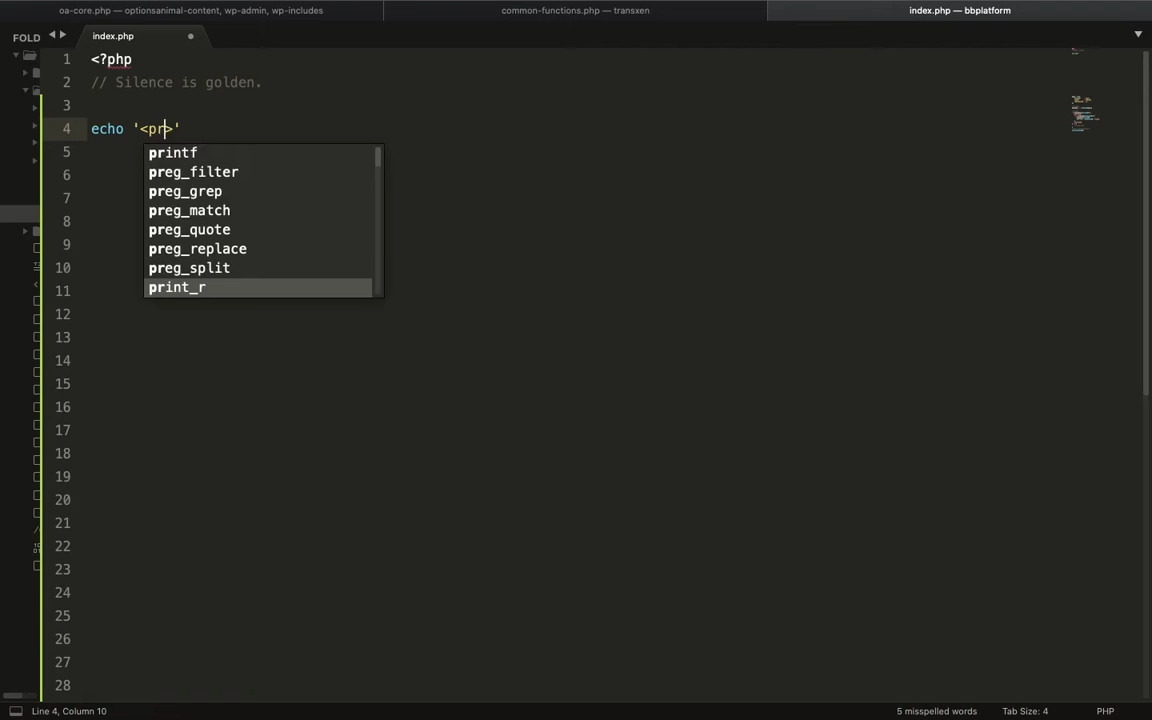 oa-core.php — optionsanimal-content, wp-admin, wp-includes
common-functions.php — transxen
index.php — bbplatform
FOLD
index.php
1 <?php
2 // Silence is golden.
3
4 echo '<pr>'
5 printf
6 preg_filter
7 preg_grep
8 preg_match
9 preg_quote
preg_replace
10 preg_split
11 print_r
12
13
14
15
16
17
18
19
20
21
22
23
24
25
26
27
28
Line 4, Column 10
5 misspelled words
Tab Size: 4
PHP